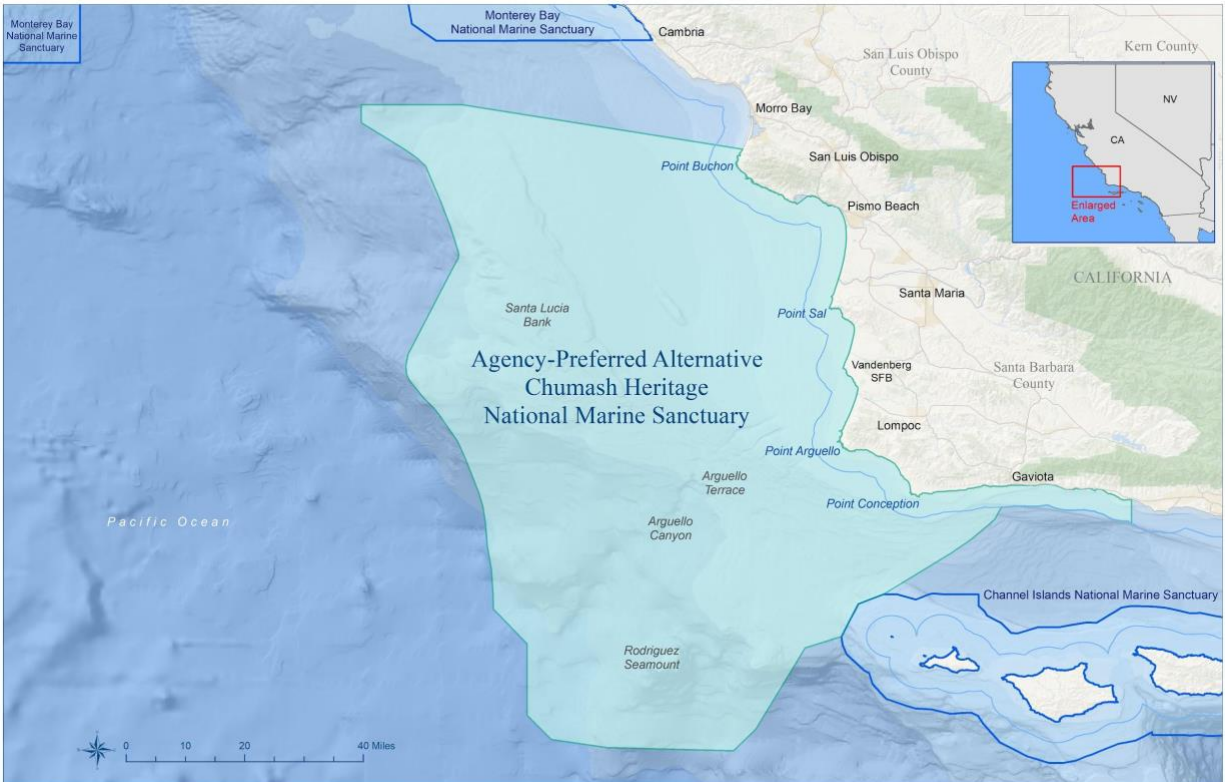 Monterey Bay
National Marine
Sanctuary
Monterey Bay
National Marine Sanctuary
Cambria
San Luis Obispo
County
Kern County
NV
CA
Enlarged
Area
Morro Bay
Point Buchon
San Luis Obispo
Pismo Beach
CALIFORNIA
Santa Maria
Santa Lucia
Bank
Point Sal
Agency-Preferred Alternative
Chumash Heritage
National Marine Sanctuary
Vandenberg
SFB
Santa Barbara
County
Lompoc
Point Arguello
Arguello
Terrace
Gaviota
Point Conception
Pacific Ocean
Arguello
Canyon
Channel Islands National Marine Sanctuary
Rodriguez
Seamount
0 10 20 40 Miles